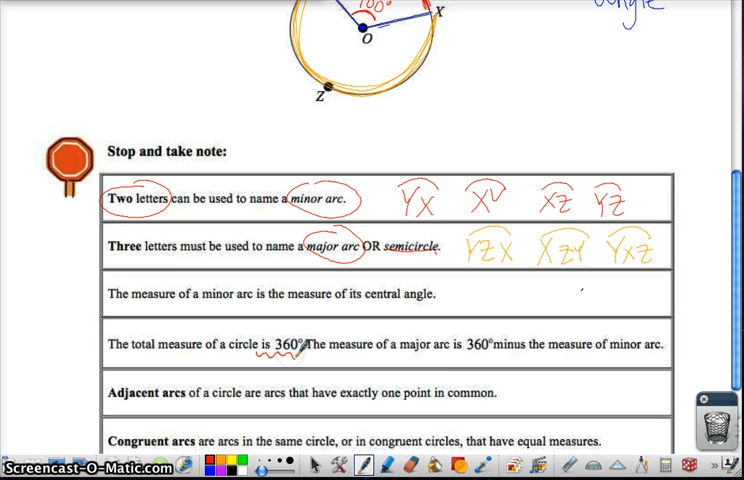 angle
100°
X
O
Z
Stop and take note:
Two letters can be used to name a minor arc. YX XY XZ YZ
Three letters must be used to name a major arc OR semicircle. YZX XZY YXZ
The measure of a minor arc is the measure of its central angle.
The total measure of a circle is 360° The measure of a major arc is 360° minus the measure of minor arc.
Adjacent arcs of a circle are arcs that have exactly one point in common.
Congruent arcs are arcs in the same circle, or in congruent circles, that have equal measures.
Screencast-O-Matic.com